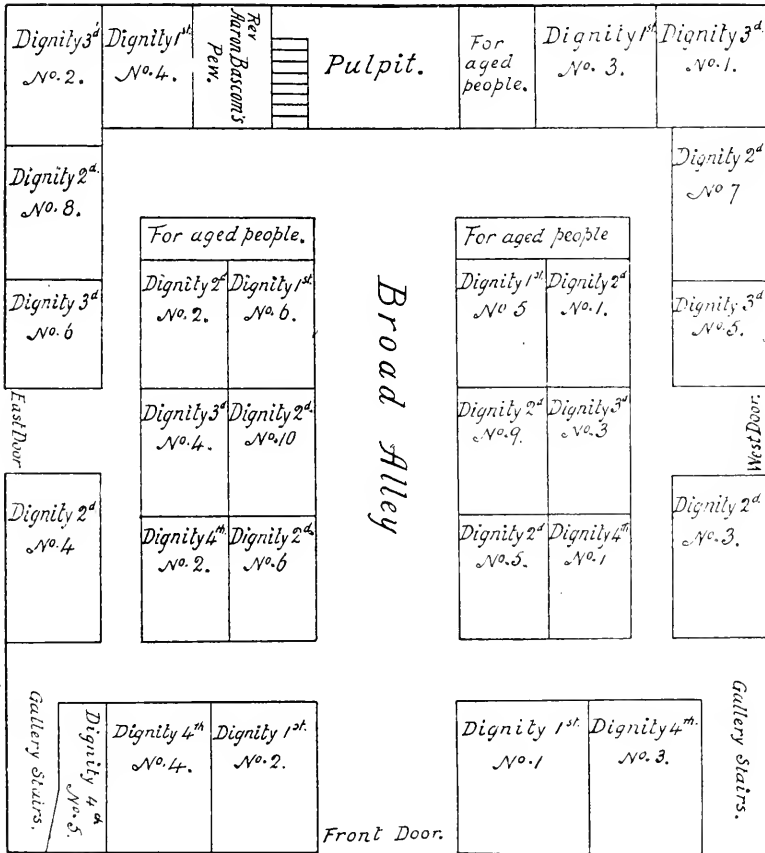 Dignity 3d
No. 2.
Dignity 1st
No. 4.
Rev
Aaron Bascom's
Pew.
Pulpit.
For
aged
people.
Dignity 1st
No. 3.
Dignity 3d
No. 1.
Dignity 2d.
No. 8.
Dignity 2d
No 7
For aged people.
For aged people
Dignity 3d
No. 6
Dignity 2d
No. 2.
Dignity 1st
No. 6.
Broad Alley
Dignity 1st.
No 5
Dignity 2d
No. 1.
Dignity 3d
No. 5.
East Door
Dignity 3d
No. 4.
Dignity 2d.
No. 10
Dignity 2d
No. 9.
Dignity 3d
No. 3
West Door.
Dignity 2d
No. 4
Dignity 4th.
No. 2.
Dignity 2d.
No. 6
Dignity 2d
No. 5.
Dignity 4th
No. 1
Dignity 2d
No. 3.
Gallery Stairs.
Dignity 4th
No. 5.
Dignity 4th
No. 4.
Dignity 1st.
No. 2.
Front Door.
Dignity 1st.
No. 1
Dignity 4th.
No. 3.
Gallery Stairs.